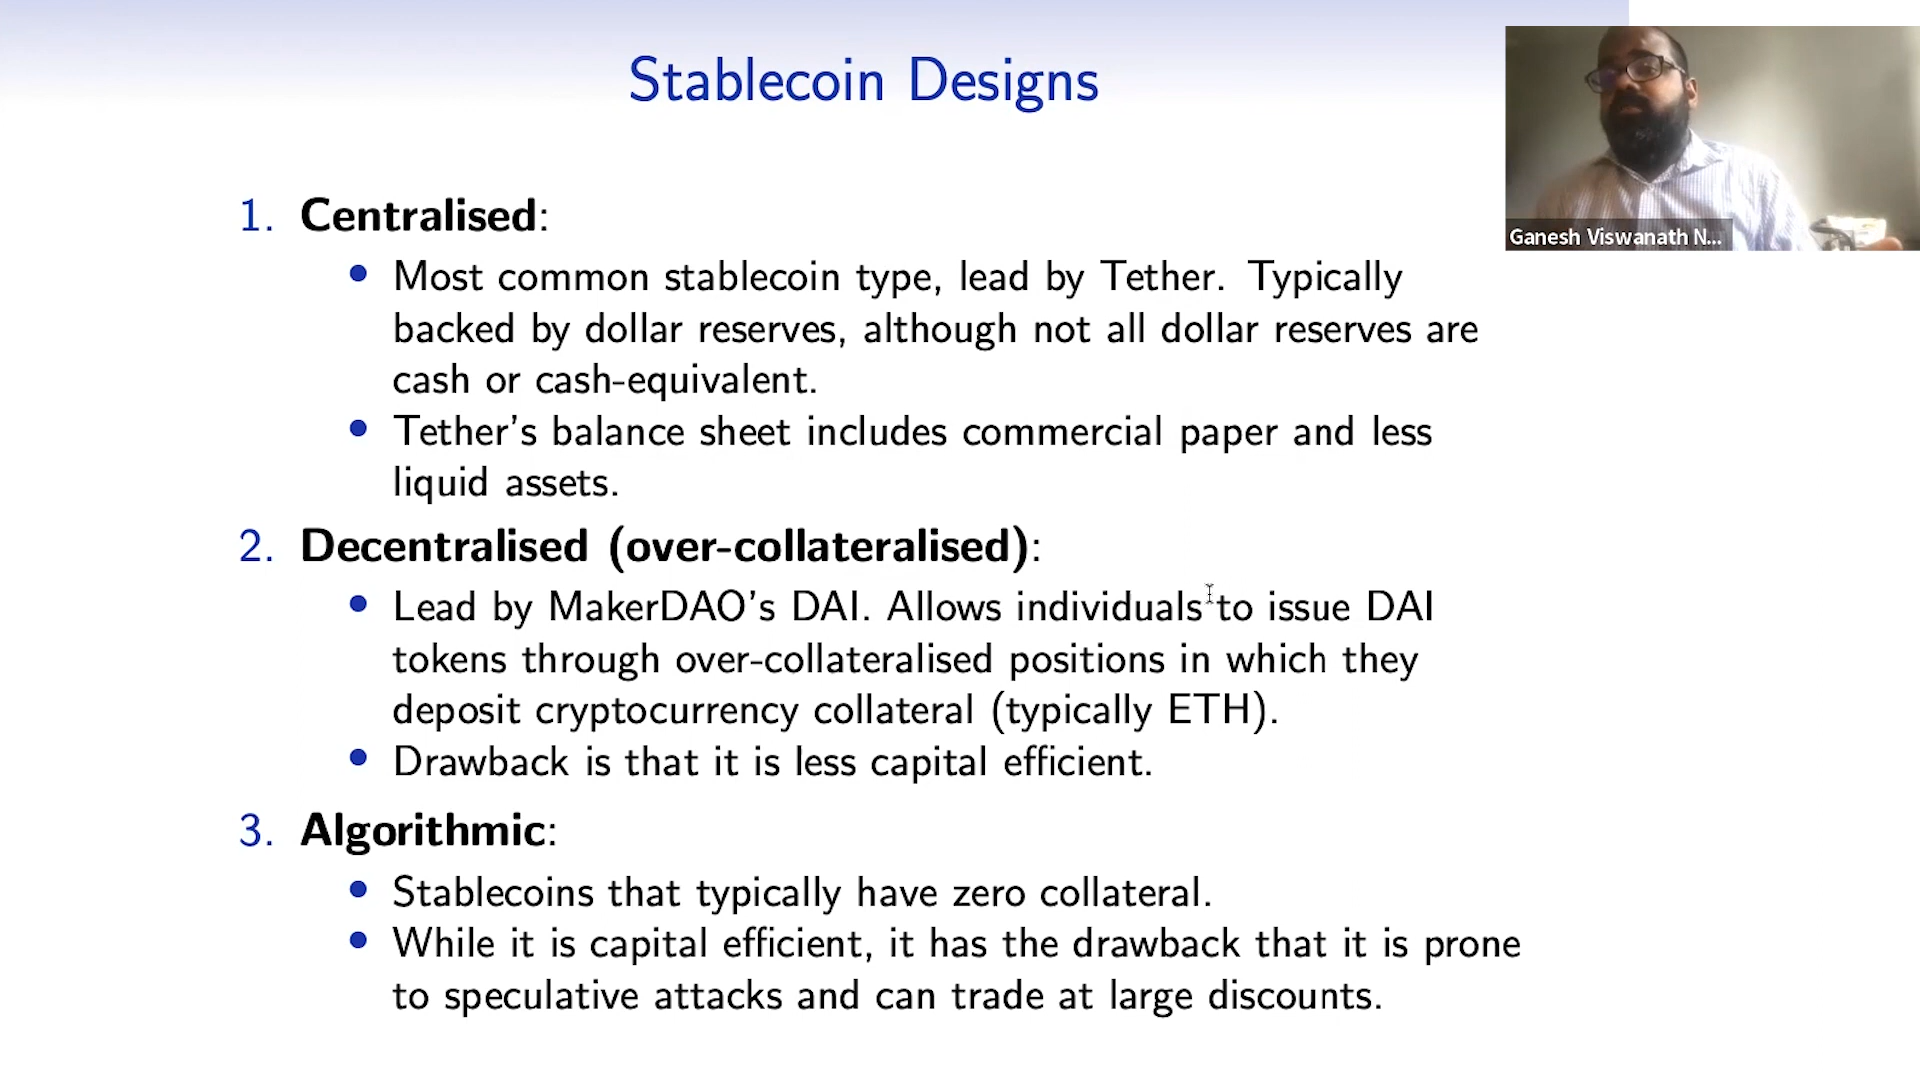 Stablecoin Designs
1. Centralised:
• Most common stablecoin type, lead by Tether. Typically
backed by dollar reserves, although not all dollar reserves are
cash or cash-equivalent.
• Tether's balance sheet includes commercial paper and less
liquid assets.
2. Decentralised (over-collateralised):
• Lead by MakerDAO's DAI. Allows individuals to issue DAI
tokens through over-collateralised positions in which they
deposit cryptocurrency collateral (typically ETH).
• Drawback is that it is less capital efficient.
3. Algorithmic:
• Stablecoins that typically have zero collateral.
• While it is capital efficient, it has the drawback that it is prone
to speculative attacks and can trade at large discounts.
Ganesh Viswanath N...